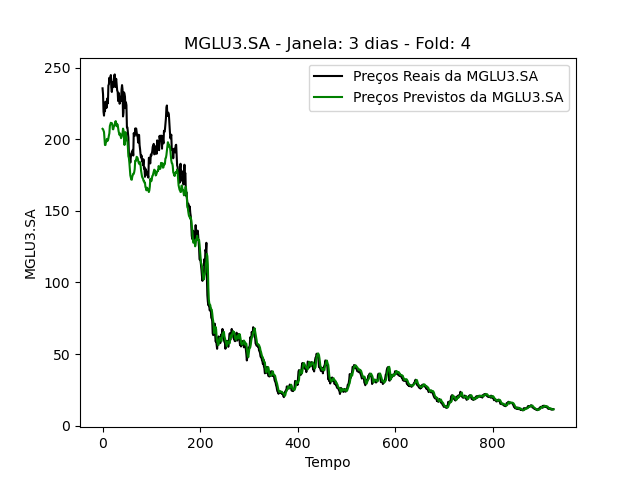 MGLU3.SA - Janela: 3 dias - Fold: 4
Preços Reais da MGLU3.SA
Preços Previstos da MGLU3.SA
250
200
150
100
50
0
MGLU3.SA
0 200 400 600 800
Tempo